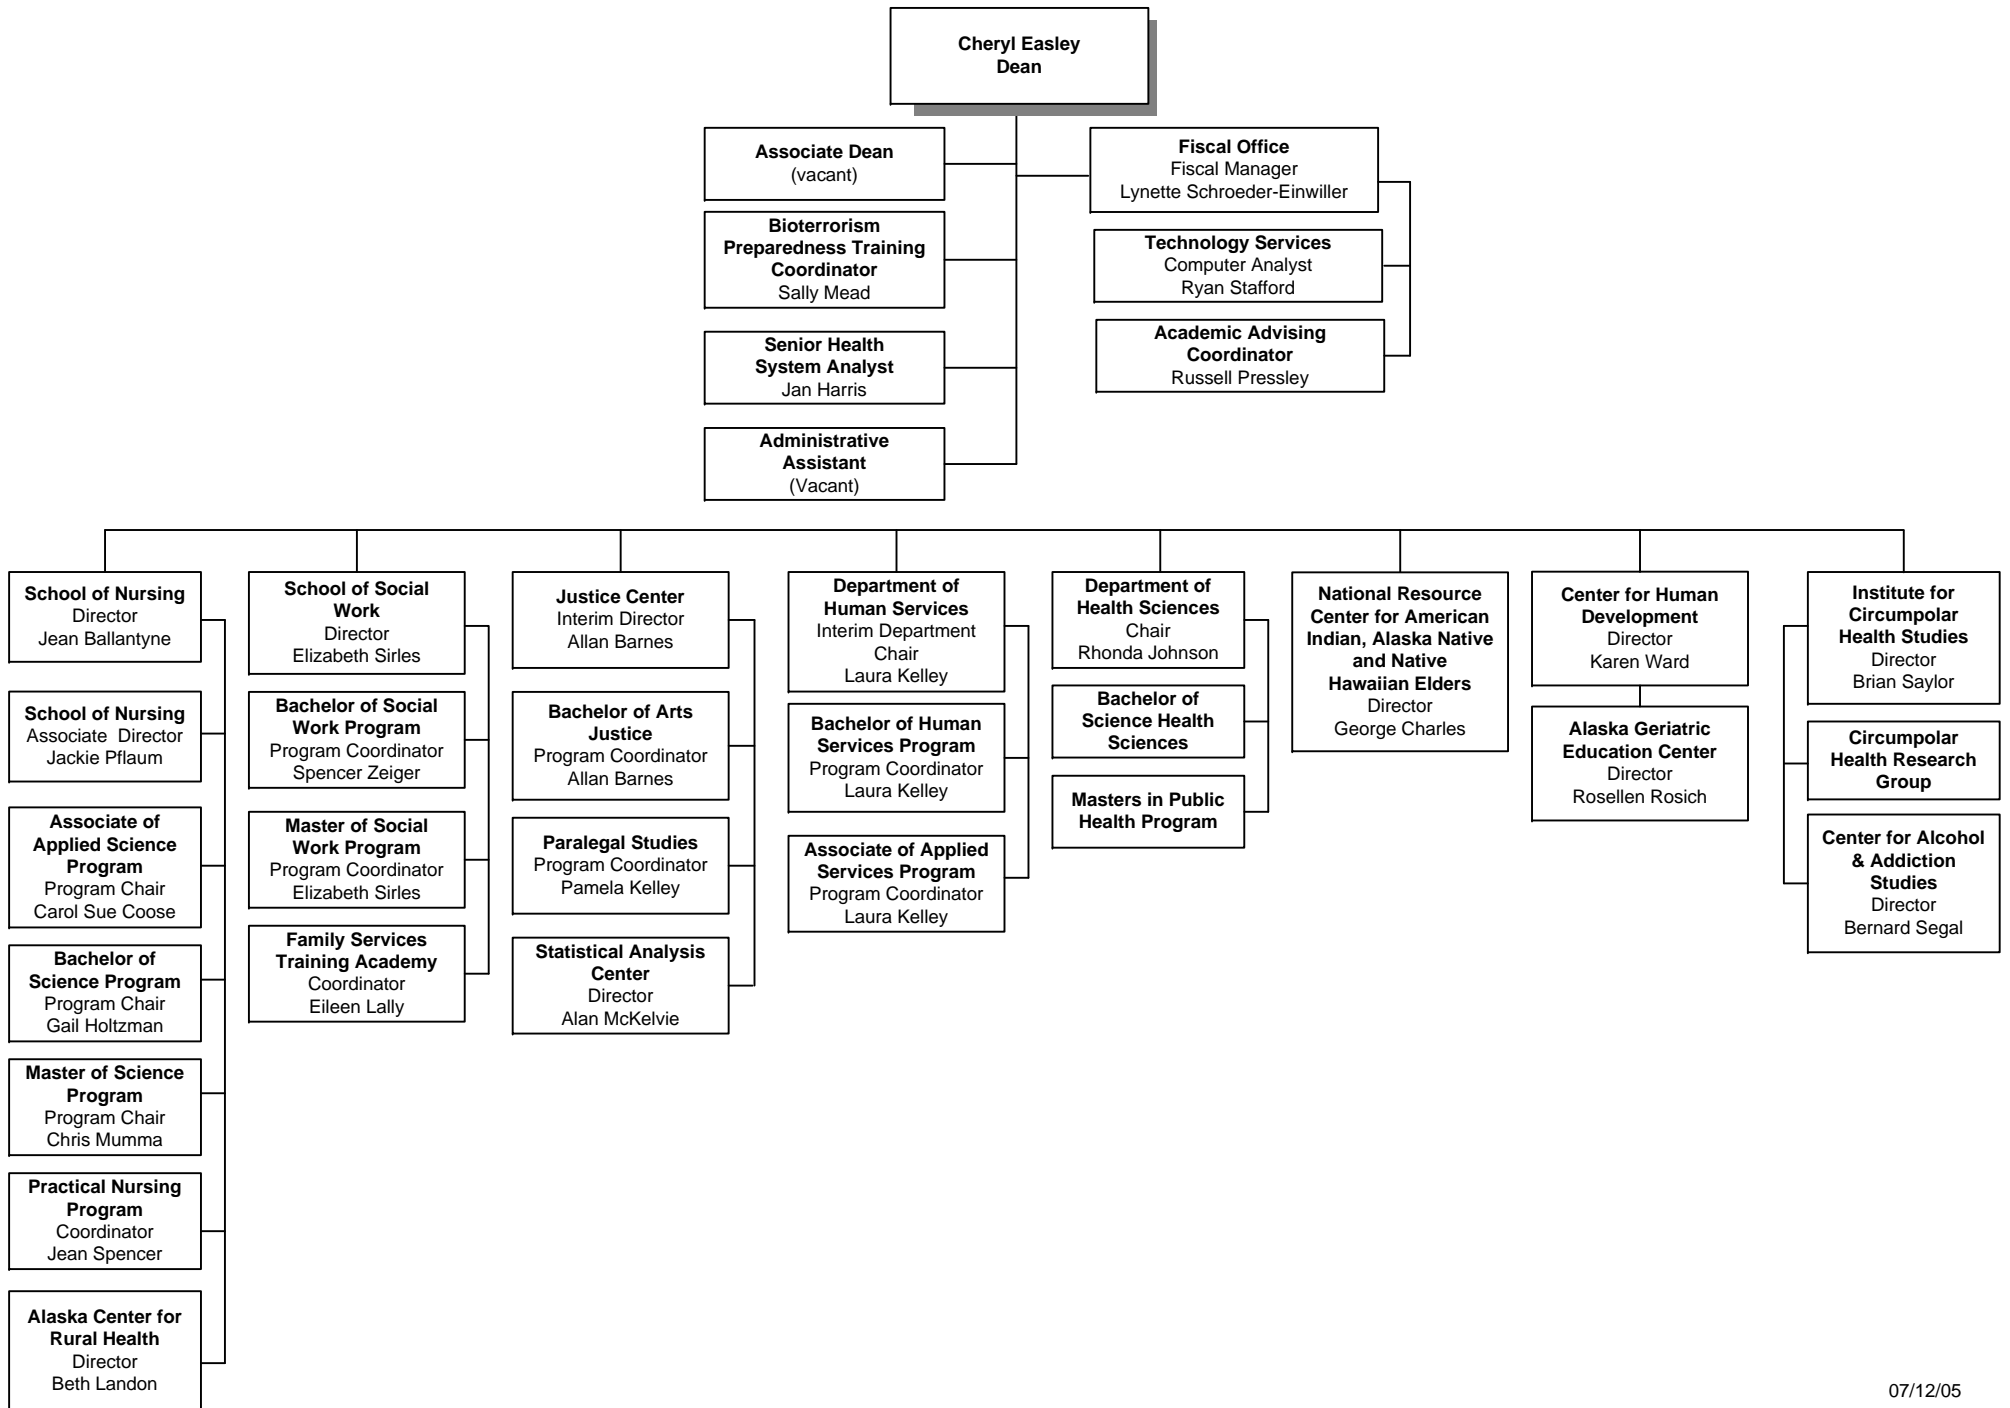 Cheryl Easley
Dean
Associate Dean
(vacant)
Bioterrorism
Preparedness Training
Coordinator
Sally Mead
Senior Health
System Analyst
Jan Harris
Administrative
Assistant
(Vacant)
Fiscal Office
Fiscal Manager
Lynette Schroeder-Einwiller
Technology Services
Computer Analyst
Ryan Stafford
Academic Advising
Coordinator
Russell Pressley
School of Nursing
Director
Jean Ballantyne
School of Nursing
Associate Director
Jackie Pflaum
Associate of
Applied Science
Program
Program Chair
Carol Sue Coose
Bachelor of
Science Program
Program Chair
Gail Holtzman
Master of Science
Program
Program Chair
Chris Mumma
Practical Nursing
Program
Coordinator
Jean Spencer
Alaska Center for
Rural Health
Director
Beth Landon
School of Social
Work
Director
Elizabeth Sirles
Bachelor of Social
Work Program
Program Coordinator
Spencer Zeiger
Master of Social
Work Program
Program Coordinator
Elizabeth Sirles
Family Services
Training Academy
Coordinator
Eileen Lally
Justice Center
Interim Director
Allan Barnes
Bachelor of Arts
Justice
Program Coordinator
Allan Barnes
Paralegal Studies
Program Coordinator
Pamela Kelley
Statistical Analysis
Center
Director
Alan McKelvie
Department of
Human Services
Interim Department
Chair
Laura Kelley
Bachelor of Human
Services Program
Program Coordinator
Laura Kelley
Associate of Applied
Services Program
Program Coordinator
Laura Kelley
Department of
Health Sciences
Chair
Rhonda Johnson
Bachelor of
Science Health
Sciences
Masters in Public
Health Program
National Resource
Center for American
Indian, Alaska Native
and Native
Hawaiian Elders
Director
George Charles
Center for Human
Development
Director
Karen Ward
Alaska Geriatric
Education Center
Director
Rosellen Rosich
Institute for
Circumpolar
Health Studies
Director
Brian Saylor
Circumpolar
Health Research
Group
Center for Alcohol
& Addiction
Studies
Director
Bernard Segal
07/12/05